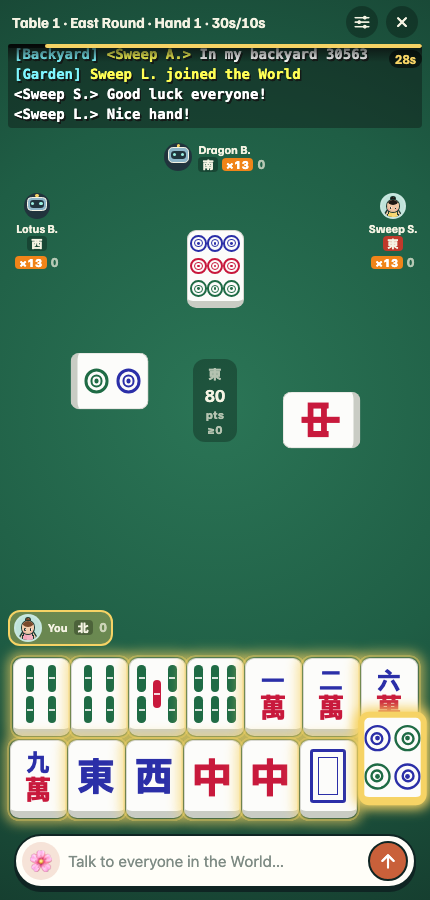 Table 1 · East Round · Hand 1 · 30s/10s
[Backyard] <Sweep A.> In my backyard 30563
28s
[Garden] Sweep L. joined the World
<Sweep S.> Good luck everyone!
<Sweep L.> Nice hand!
Dragon B.
南 ×13 0
Lotus B.
西
×13 0
Sweep S.
東
×13 0
東
80
pts
≥0
中
You 北 0
一萬 二萬 六萬
九萬 東 西 中 中
Talk to everyone in the World...